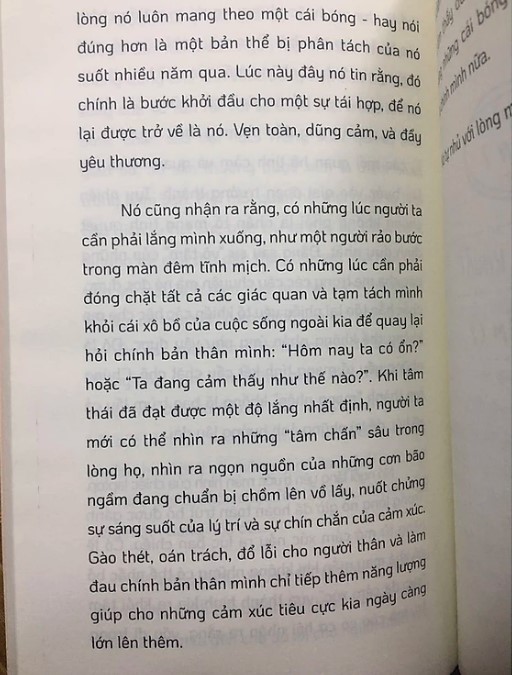 lòng nó luôn mang theo một cái bóng - hay nói
đúng hơn là một bản thể bị phân tách của nó
suốt nhiều năm qua. Lúc này đây nó tin rằng, đó
chính là bước khởi đầu cho một sự tái hợp, để nó
lại được trở về là nó. Vẹn toàn, dũng cảm, và đầy
yêu thương.
Nó cũng nhận ra rằng, có những lúc người ta
cần phải lắng mình xuống, như một người rảo bước
trong màn đêm tĩnh mịch. Có những lúc cần phải
đóng chặt tất cả các giác quan và tạm tách mình
khỏi cái xô bồ của cuộc sống ngoài kia để quay lại
hỏi chính bản thân mình: “Hôm nay ta có ổn?”
hoặc “Ta đang cảm thấy như thế nào?”. Khi tâm
thái đã đạt được một độ lắng nhất định, người ta
mới có thể nhìn ra những “tâm chấn” sâu trong
lòng họ, nhìn ra ngọn nguồn của những cơn bão
ngầm đang chuẩn bị chồm lên vồ lấy, nuốt chửng
sự sáng suốt của lý trí và sự chín chắn của cảm xúc.
Gào thét, oán trách, đổ lỗi cho người thân và làm
đau chính bản thân mình chỉ tiếp thêm năng lượng
giúp cho những cảm xúc tiêu cực kia ngày càng
lớn lên thêm.
những cái bóng
mình nữa.
nhủ với lòng m